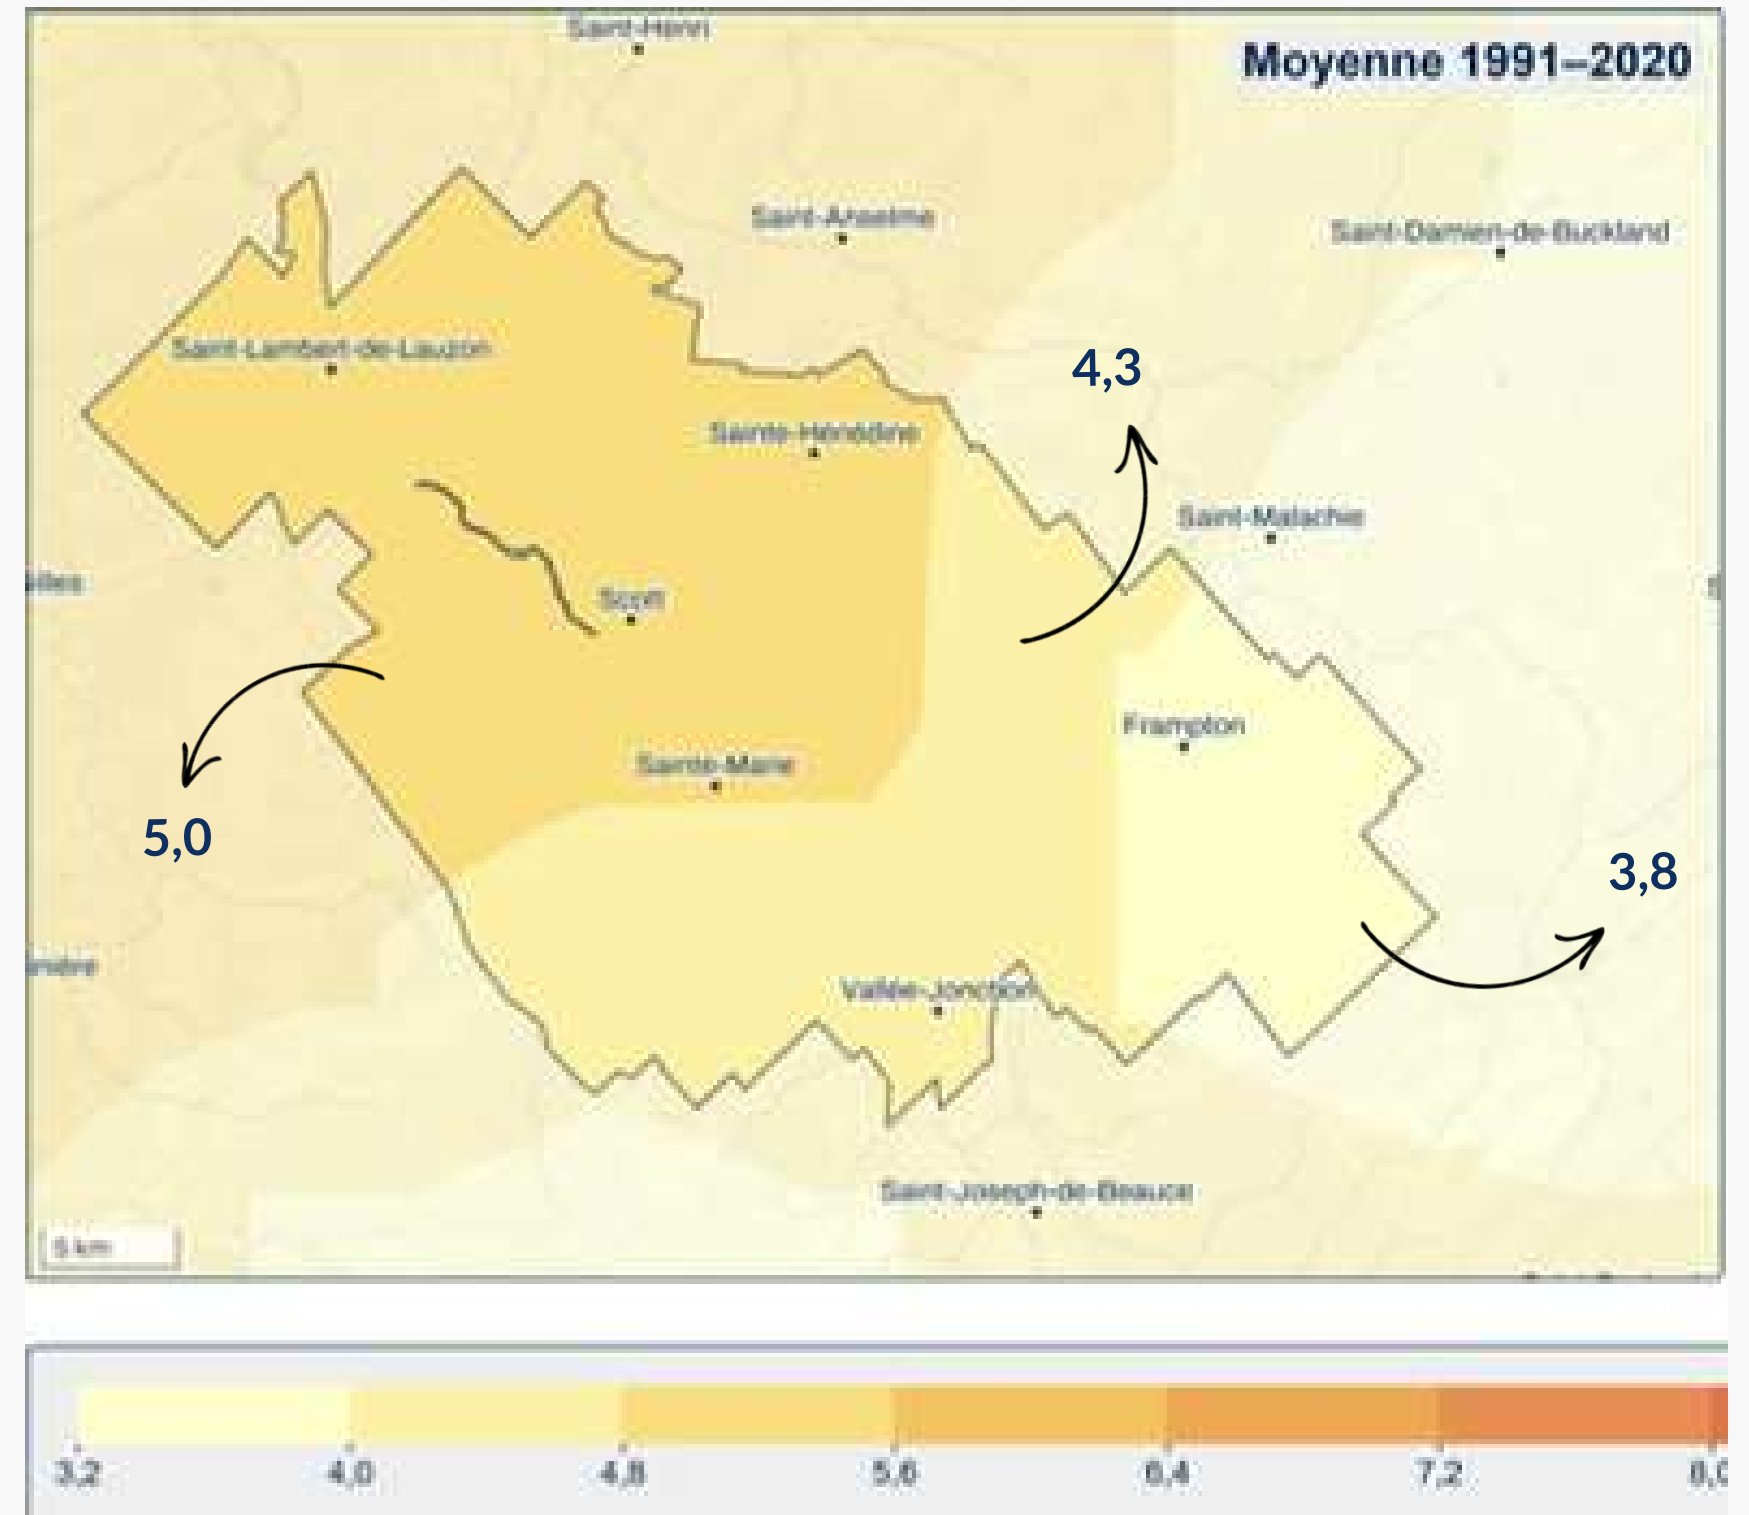 Saint-Henri
Moyenne 1991–2020
Saint-Anselme
Saint-Damien-de-Buckland
Saint-Lambert-de-Lauzon
4,3
Sainte-Hénédine
Saint-Malachie
Scott
Frampton
Sainte-Marie
5,0
3,8
Vallée-Jonction
Saint-Joseph-de-Beauce
5 km
3,2 4,0 4,8 5,6 6,4 7,2 8,0